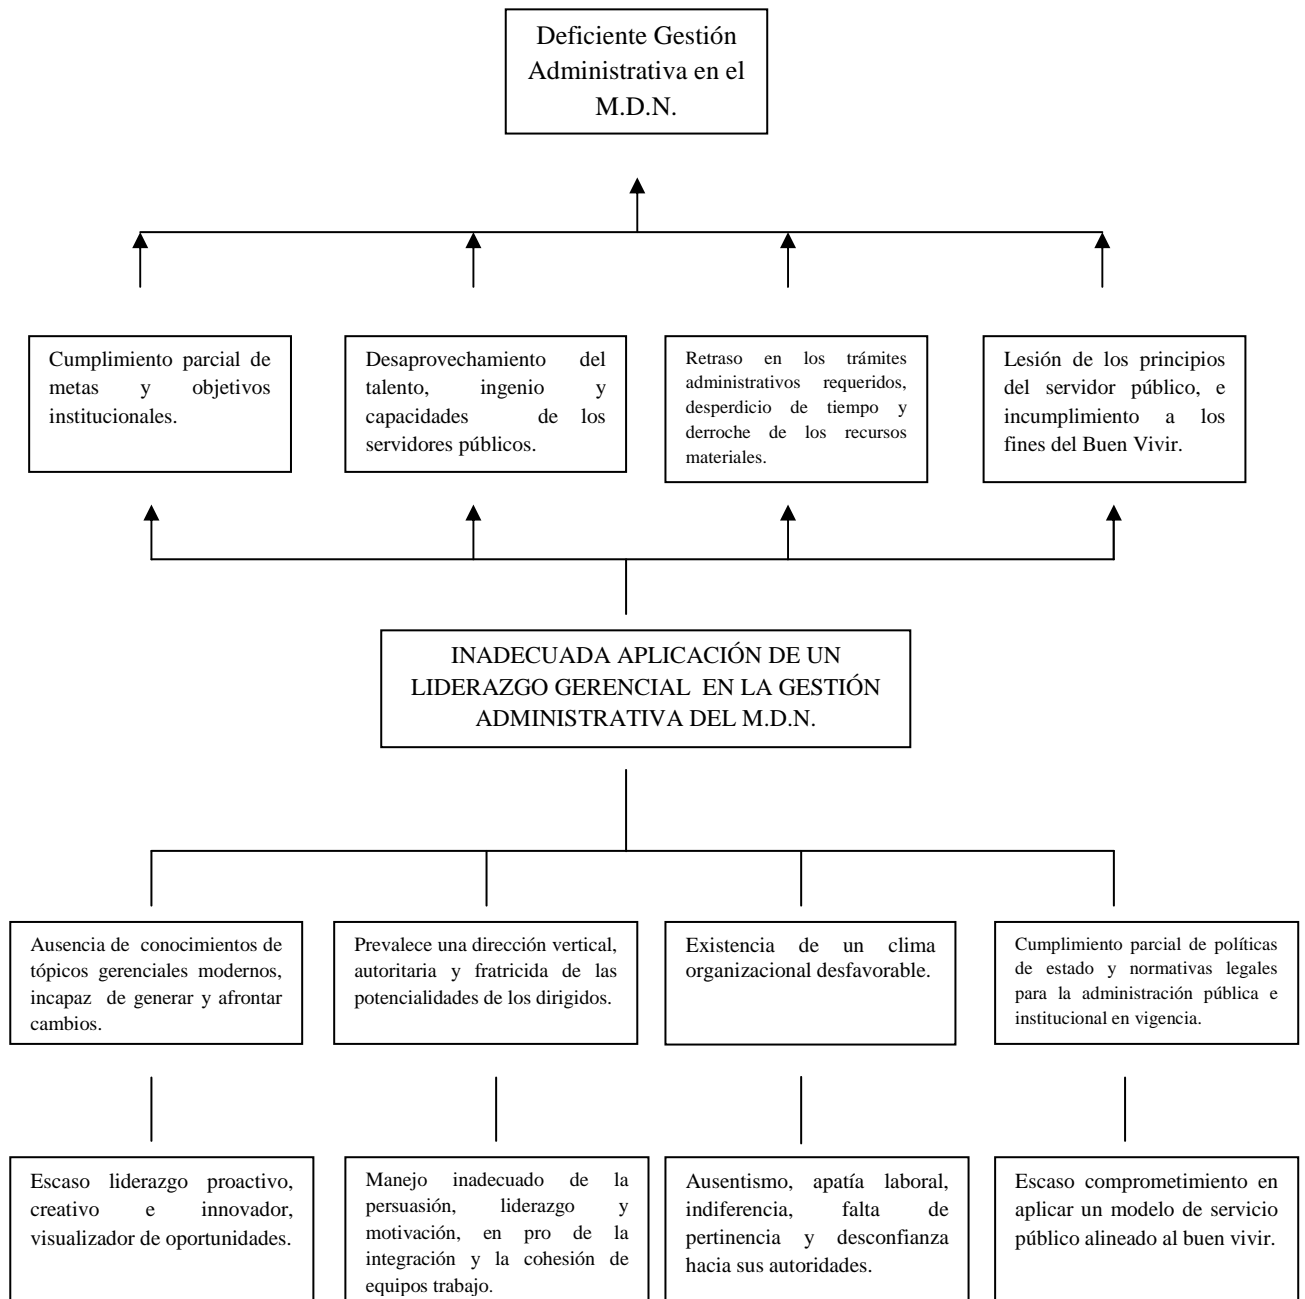 Deficiente Gestión
Administrativa en el
M.D.N.
Cumplimiento parcial de
metas y objetivos
institucionales.
Desaprovechamiento del
talento, ingenio y
capacidades de los
servidores públicos.
Retraso en los trámites
administrativos requeridos,
desperdicio de tiempo y
derroche de los recursos
materiales.
Lesión de los principios
del servidor público, e
incumplimiento a los
fines del Buen Vivir.
INADECUADA APLICACIÓN DE UN
LIDERAZGO GERENCIAL EN LA GESTIÓN
ADMINISTRATIVA DEL M.D.N.
Ausencia de conocimientos de
tópicos gerenciales modernos,
incapaz de generar y afrontar
cambios.
Prevalece una dirección vertical,
autoritaria y fratricida de las
potencialidades de los dirigidos.
Existencia de un clima
organizacional desfavorable.
Cumplimiento parcial de políticas
de estado y normativas legales
para la administración pública e
institucional en vigencia.
Escaso liderazgo proactivo,
creativo e innovador,
visualizador de oportunidades.
Manejo inadecuado de la
persuasión, liderazgo y
motivación, en pro de la
integración y la cohesión de
equipos trabajo.
Ausentismo, apatía laboral,
indiferencia, falta de
pertinencia y desconfianza
hacia sus autoridades.
Escaso comprometimiento en
aplicar un modelo de servicio
público alineado al buen vivir.